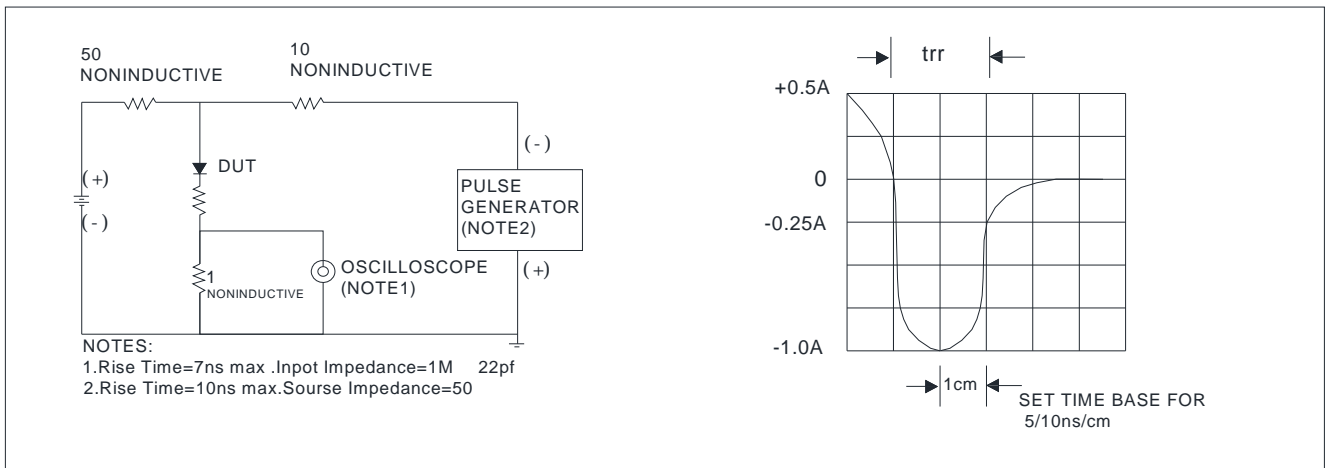 50
NONINDUCTIVE
10
NONINDUCTIVE
(+)
(-)
DUT
1
NONINDUCTIVE
OSCILLOSCOPE
(NOTE1)
(-)
PULSE
GENERATOR
(NOTE2)
(+)
NOTES:
1.Rise Time=7ns max .Inpot Impedance=1M 22pf
2.Rise Time=10ns max.Sourse Impedance=50
trr
+0.5A
0
-0.25A
-1.0A
1cm
SET TIME BASE FOR
5/10ns/cm